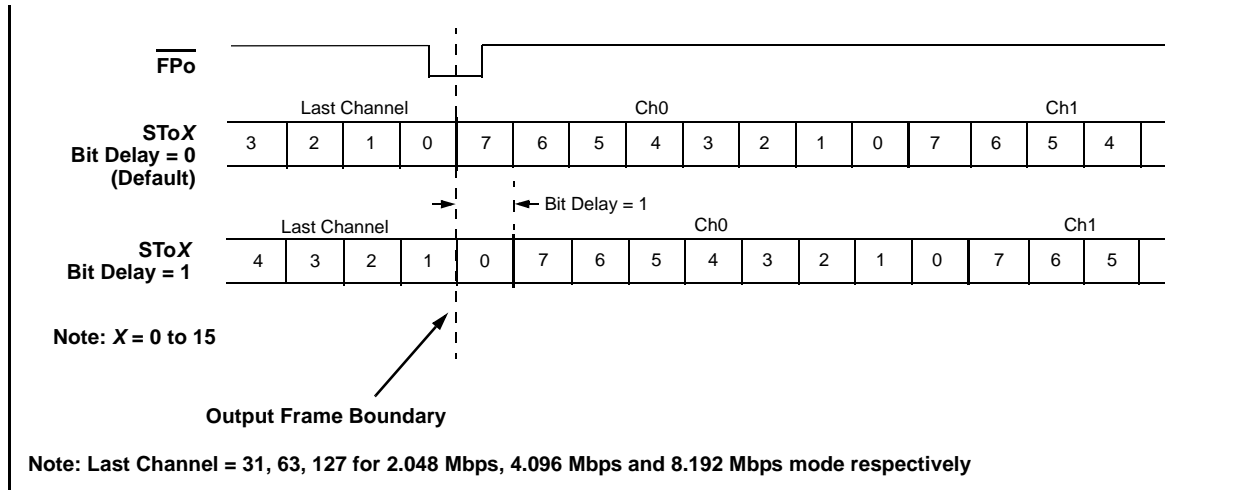 FPo
Last Channel Ch0 Ch1
SToX
Bit Delay = 0
(Default)
3 2 1 0 7 6 5 4 3 2 1 0 7 6 5 4
Bit Delay = 1
Last Channel Ch0 Ch1
SToX
Bit Delay = 1
4 3 2 1 0 7 6 5 4 3 2 1 0 7 6 5
Note: X = 0 to 15
Output Frame Boundary
Note: Last Channel = 31, 63, 127 for 2.048 Mbps, 4.096 Mbps and 8.192 Mbps mode respectively